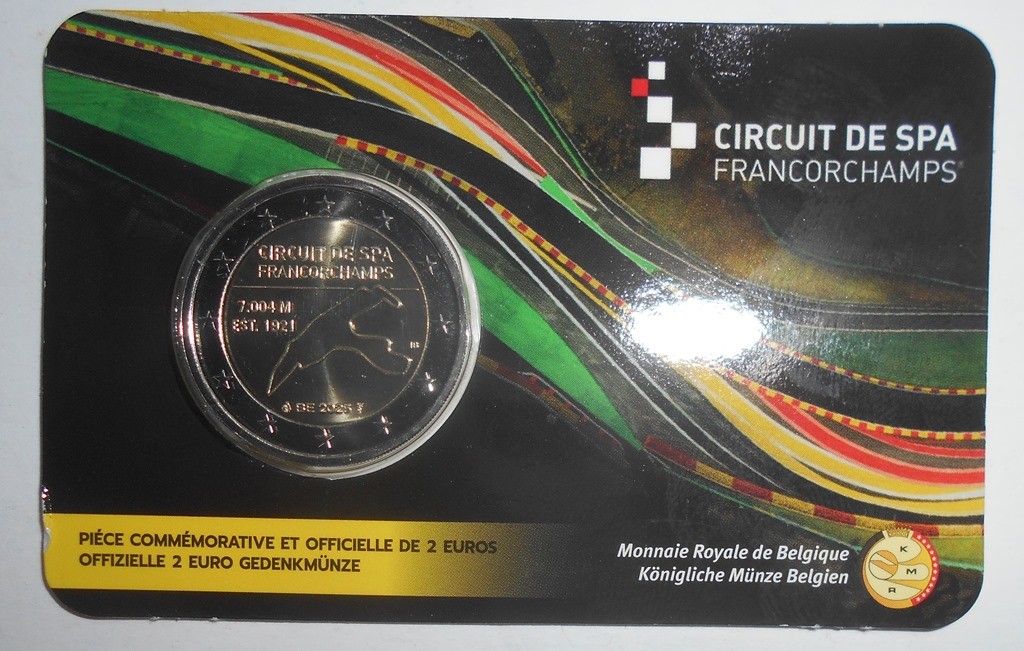 CIRCUIT DE SPA
FRANCORCHAMPS
CIRCUIT DE SPA
FRANCORCHAMPS
7.004 M
EST. 1921
BE 2025
PIÉCE COMMÉMORATIVE ET OFFICIELLE DE 2 EUROS
OFFIZIELLE 2 EURO GEDENKMÜNZE
Monnaie Royale de Belgique
Königliche Münze Belgien
K
M
R